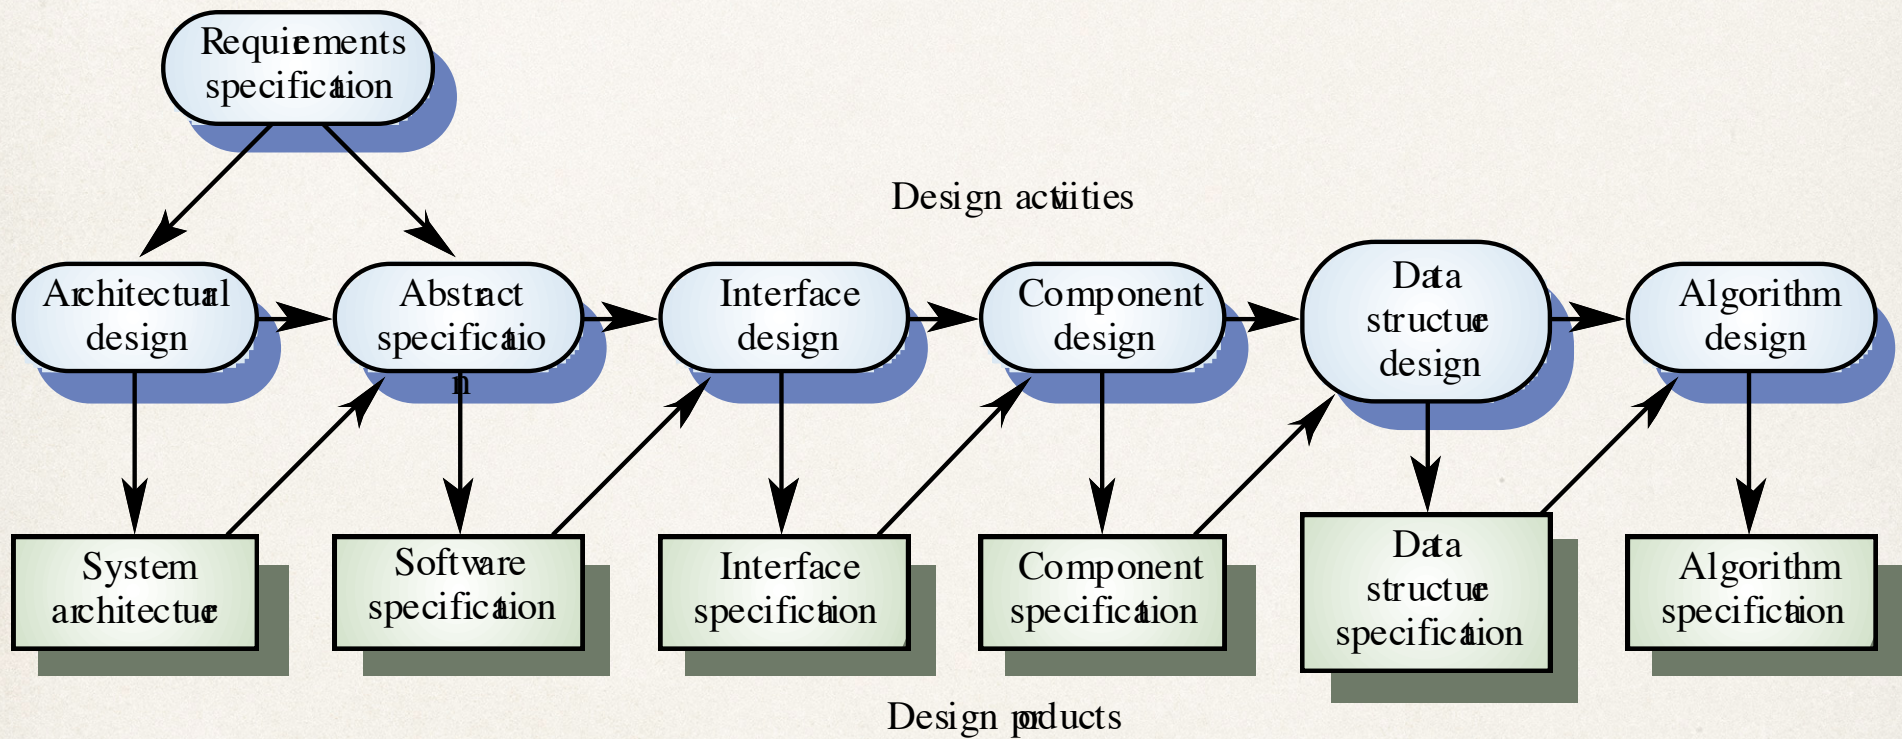 Requirements
specification
Design activities
Architectural
design
Abstract
specificatio
n
Interface
design
Component
design
Data
structure
design
Algorithm
design
System
architecture
Software
specification
Interface
specification
Component
specification
Data
structure
specification
Algorithm
specification
Design products